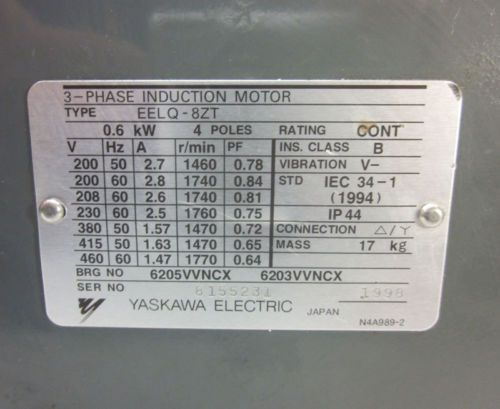 3-PHASE INDUCTION MOTOR
TYPE EELQ-8ZT
0.6 kW 4 POLES RATING CONT
V Hz A r/min PF INS. CLASS B
200 50 2.7 1460 0.78 VIBRATION V-
200 60 2.8 1740 0.84 STD IEC 34-1
208 60 2.6 1740 0.81 (1994)
230 60 2.5 1760 0.75 IP44
380 50 1.57 1470 0.72 CONNECTION △/Y
415 50 1.63 1470 0.65 MASS 17 kg
460 60 1.47 1770 0.64
BRG NO 6205VVNCX 6203VVNCX
SER NO 8155231 1998
YASKAWA ELECTRIC JAPAN N4A989-2